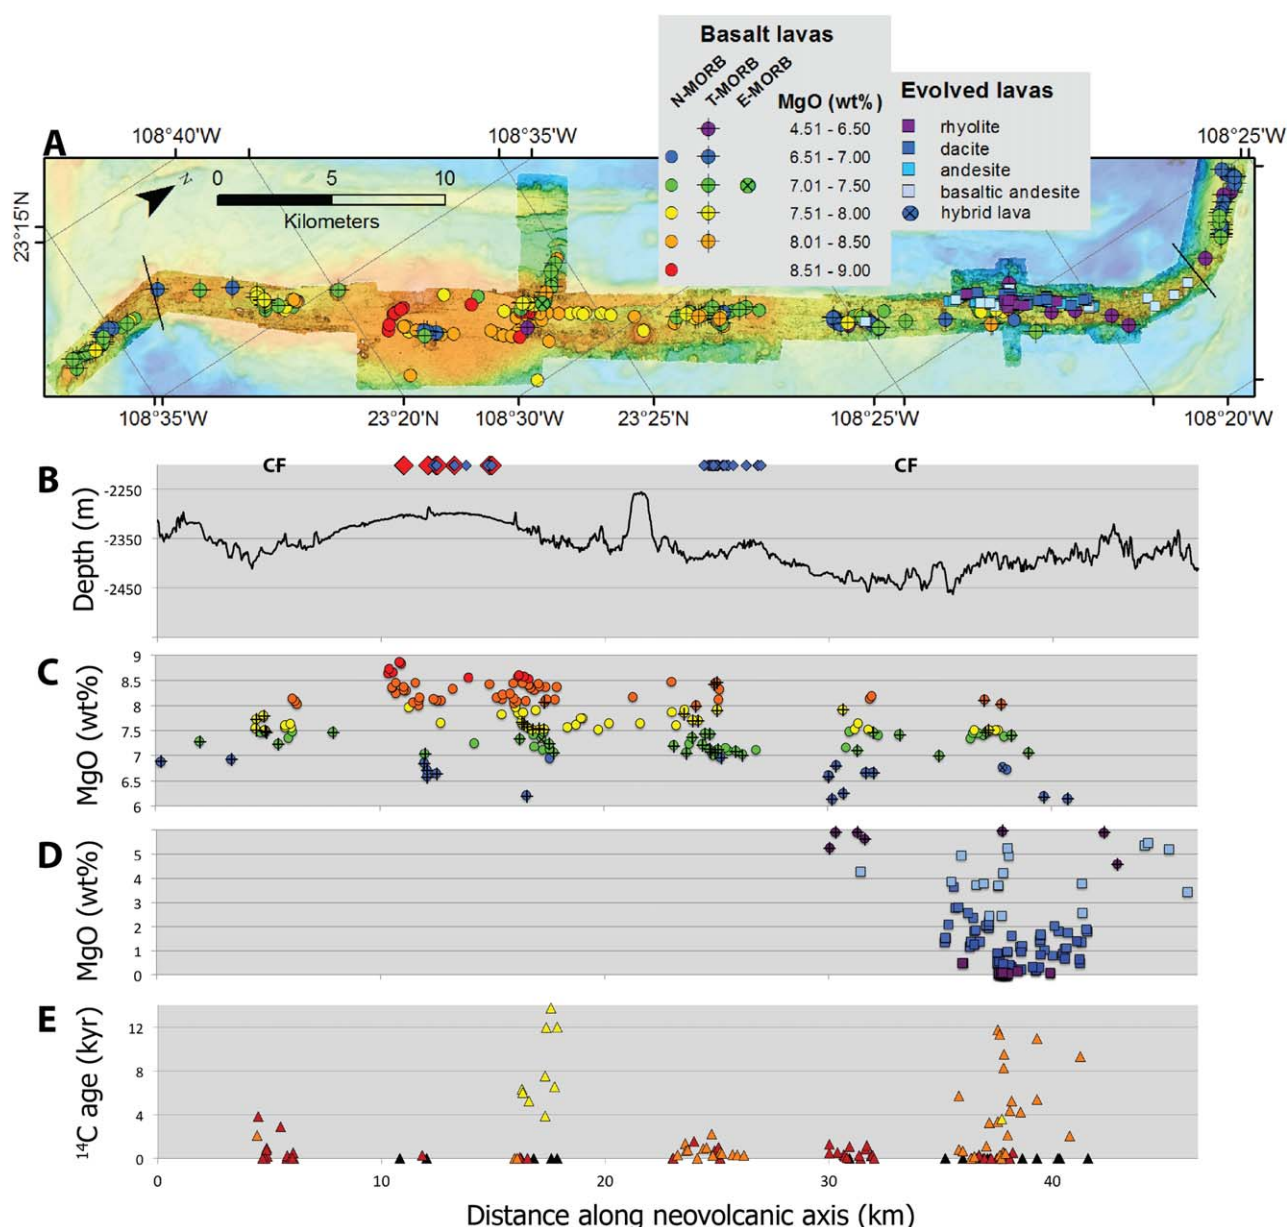 Basalt lavas
N-MORB
T-MORB
E-MORB
MgO (wt%)
4.51 - 6.50
6.51 - 7.00
7.01 - 7.50
7.51 - 8.00
8.01 - 8.50
8.51 - 9.00
Evolved lavas
rhyolite
dacite
andesite
basaltic andesite
hybrid lava
A
108°40'W
108°35'W
108°25'W
23°15'N
N
0 5 10
Kilometers
108°35'W
23°20'N
108°30'W
23°25'N
108°25'W
108°20'W
B
CF
CF
Depth (m)
-2250
-2350
-2450
C
MgO (wt%)
9
8.5
8
7.5
7
6.5
6
D
MgO (wt%)
5
4
3
2
1
0
E
14C age (kyr)
12
8
4
0
0 10 20 30 40
Distance along neovolcanic axis (km)